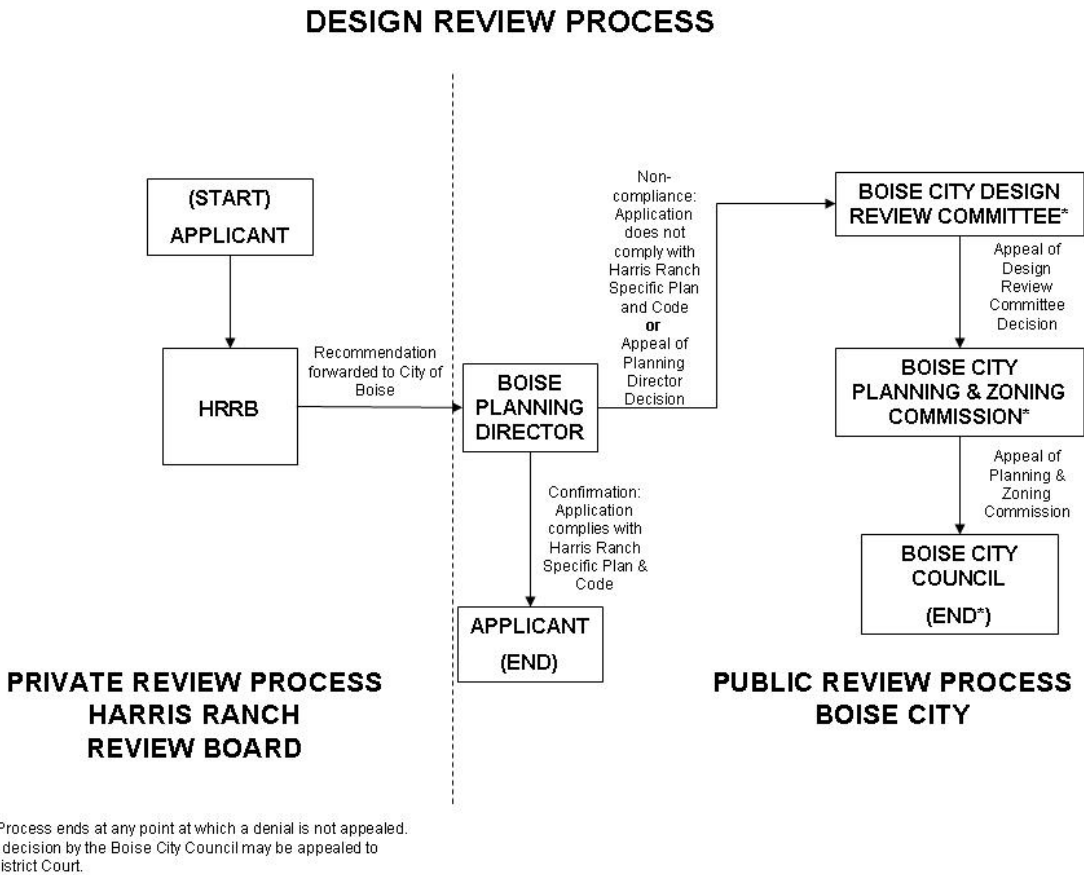 DESIGN REVIEW PROCESS
(START)
APPLICANT
HRRB
Recommendation
forwarded to City of
Boise
BOISE
PLANNING
DIRECTOR
Non-
compliance:
Application
does not
comply with
Harris Ranch
Specific Plan
and Code
or
Appeal of
Planning
Director
Decision
Confirmation:
Application
complies with
Harris Ranch
Specific Plan &
Code
APPLICANT
(END)
BOISE CITY DESIGN
REVIEW COMMITTEE*
Appeal of
Design
Review
Committee
Decision
BOISE CITY
PLANNING & ZONING
COMMISSION*
Appeal of
Planning &
Zoning
Commission
BOISE CITY
COUNCIL
(END*)
PRIVATE REVIEW PROCESS
HARRIS RANCH
REVIEW BOARD
PUBLIC REVIEW PROCESS
BOISE CITY
Process ends at any point at which a denial is not appealed.
decision by the Boise City Council may be appealed to
istrict Court.